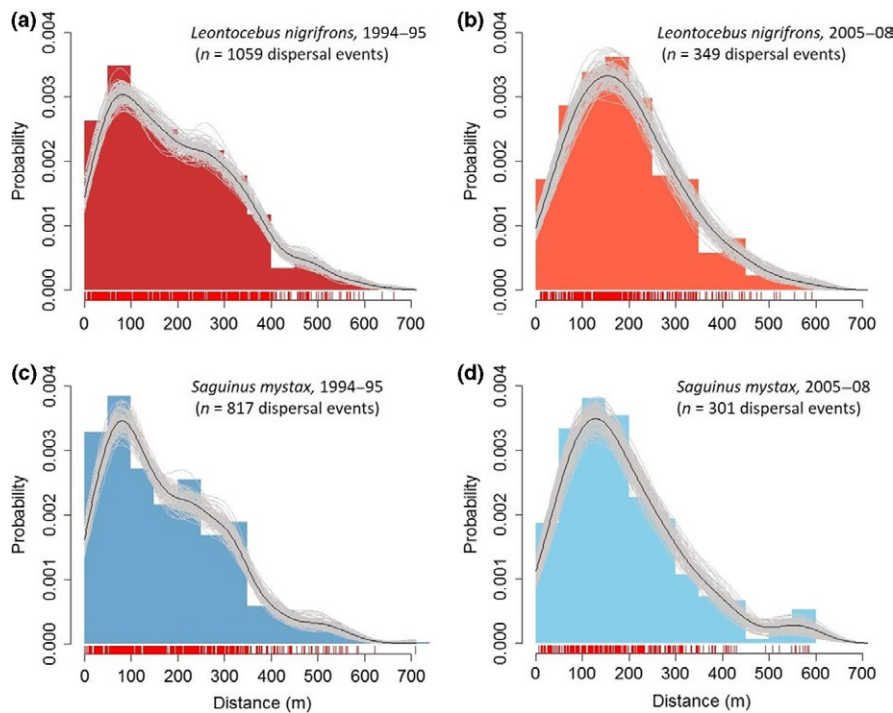 (a)
Leontocebus nigrifrons, 1994–95
(n = 1059 dispersal events)
Probability
0.004
0.003
0.002
0.001
0.000
0 100 200 300 400 500 600 700
(b)
Leontocebus nigrifrons, 2005–08
(n = 349 dispersal events)
Probability
0.004
0.003
0.002
0.001
0.000
0 100 200 300 400 500 600 700
(c)
Saguinus mystax, 1994–95
(n = 817 dispersal events)
Probability
0.004
0.003
0.002
0.001
0.000
0 100 200 300 400 500 600 700
Distance (m)
(d)
Saguinus mystax, 2005–08
(n = 301 dispersal events)
Probability
0.004
0.003
0.002
0.001
0.000
0 100 200 300 400 500 600 700
Distance (m)